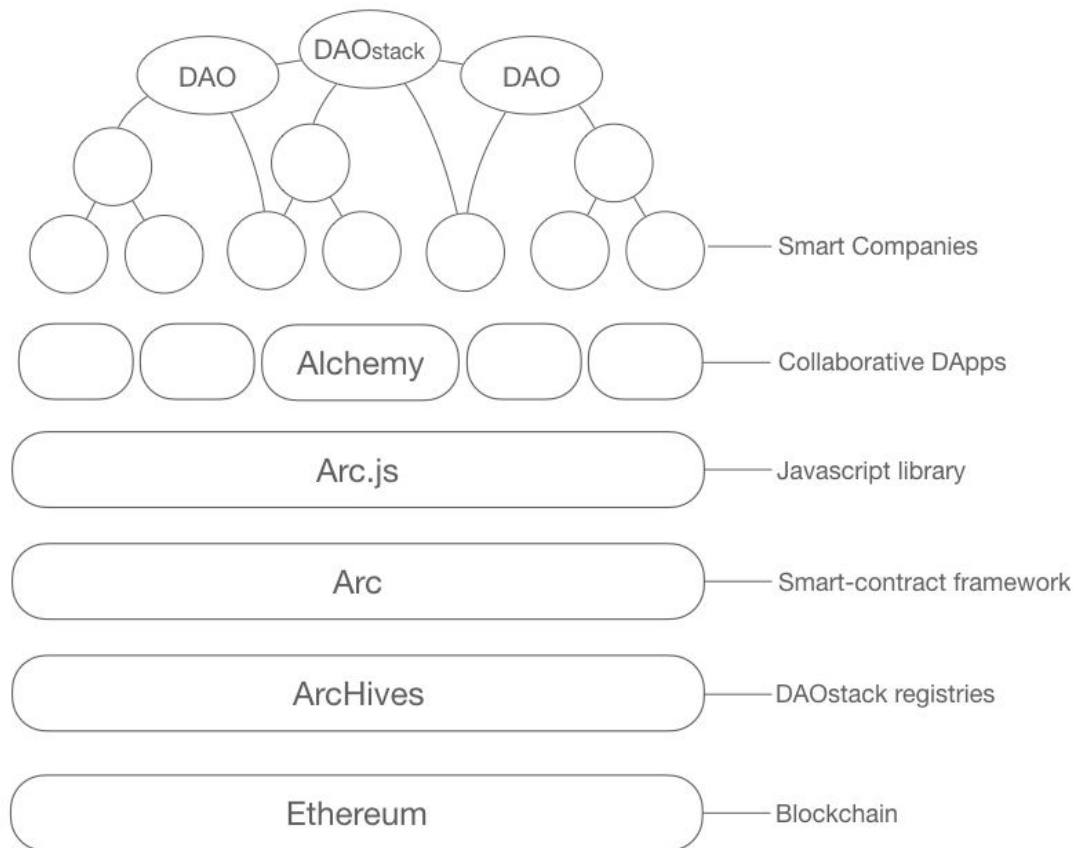 DAOstack
DAO
DAO
Smart Companies
Alchemy
Collaborative DApps
Arc.js
Javascript library
Arc
Smart-contract framework
ArcHives
DAOstack registries
Ethereum
Blockchain